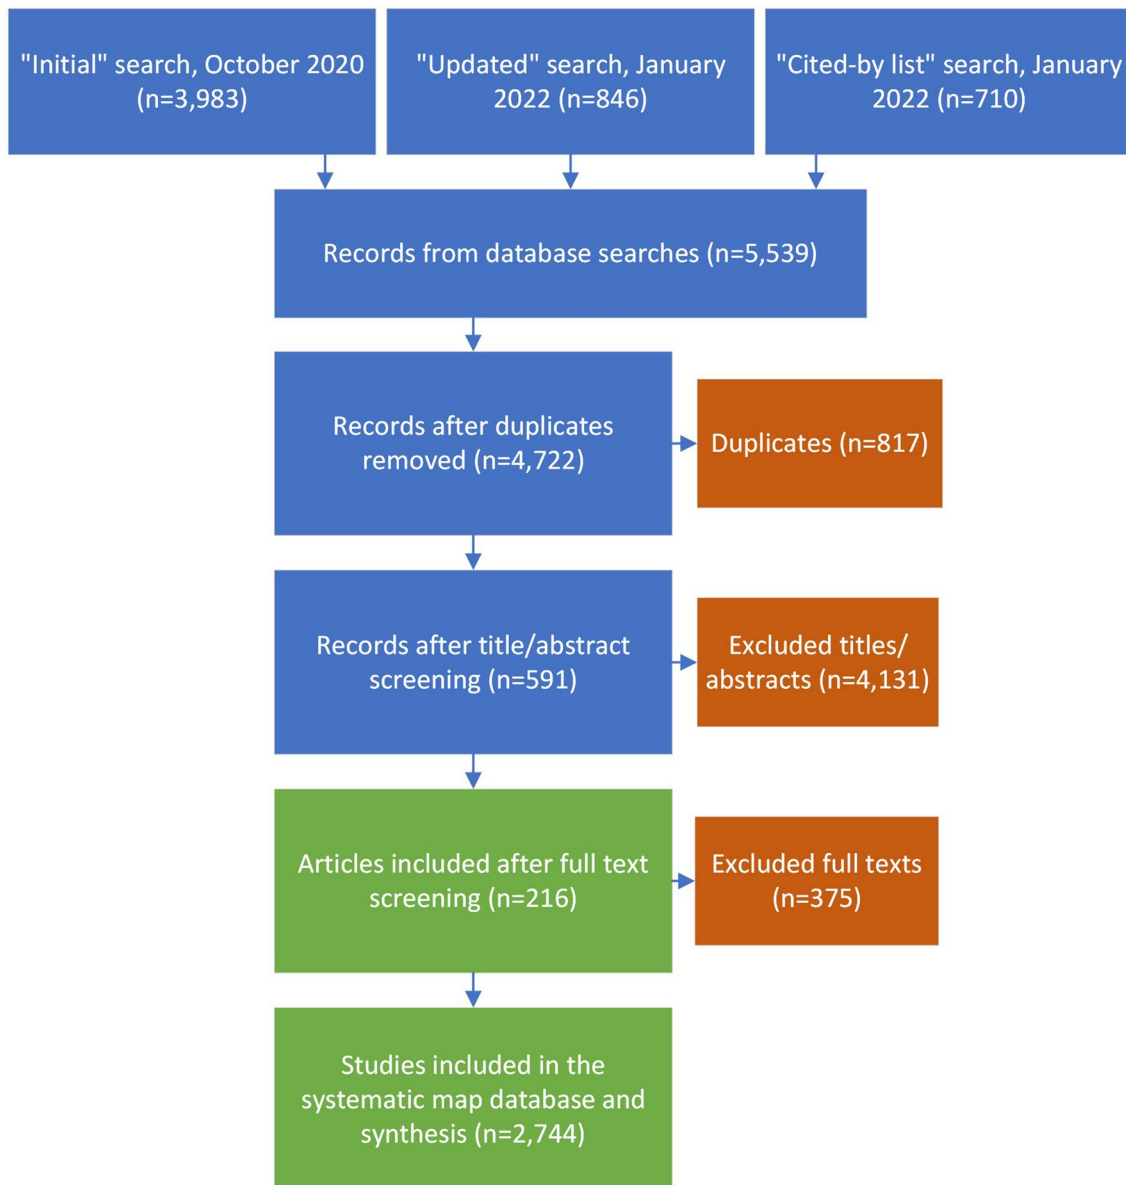 "Initial" search, October 2020
(n=3,983)
"Updated" search, January
2022 (n=846)
"Cited-by list" search, January
2022 (n=710)
Records from database searches (n=5,539)
Records after duplicates
removed (n=4,722)
Duplicates (n=817)
Records after title/abstract
screening (n=591)
Excluded titles/
abstracts (n=4,131)
Articles included after full text
screening (n=216)
Excluded full texts
(n=375)
Studies included in the
systematic map database and
synthesis (n=2,744)